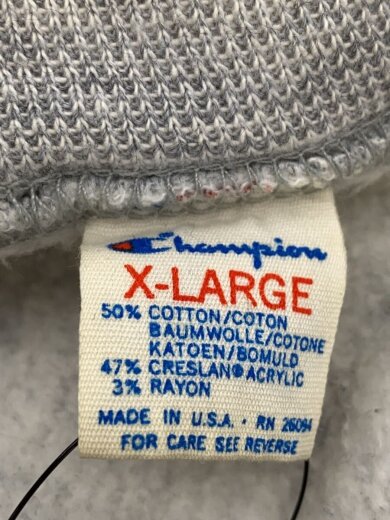 Champion
X-LARGE
50% COTTON/COTON
BAUMWOLLE/COTONE
KATOEN/BOMULD
47% CRESLAN® ACRYLIC
3% RAYON
MADE IN U.S.A. · RN 26094
FOR CARE SEE REVERSE